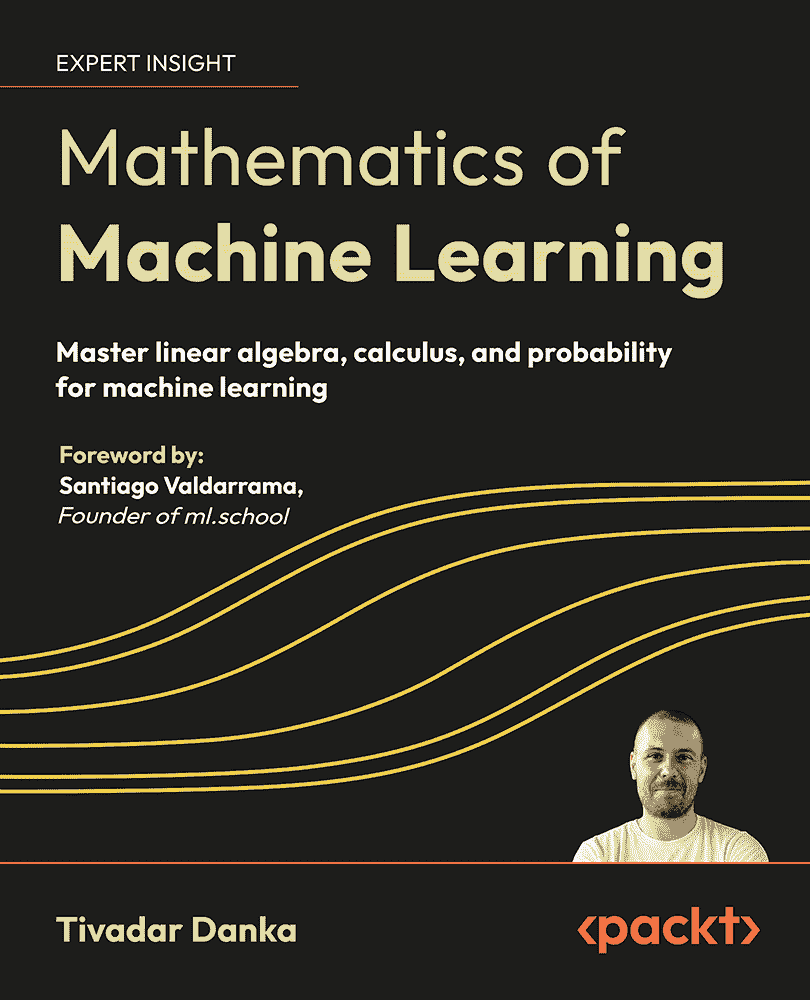 EXPERT INSIGHT
Mathematics of
Machine Learning
Master linear algebra, calculus, and probability
for machine learning
Foreword by:
Santiago Valdarrama,
Founder of ml.school
Tivadar Danka
<packt>